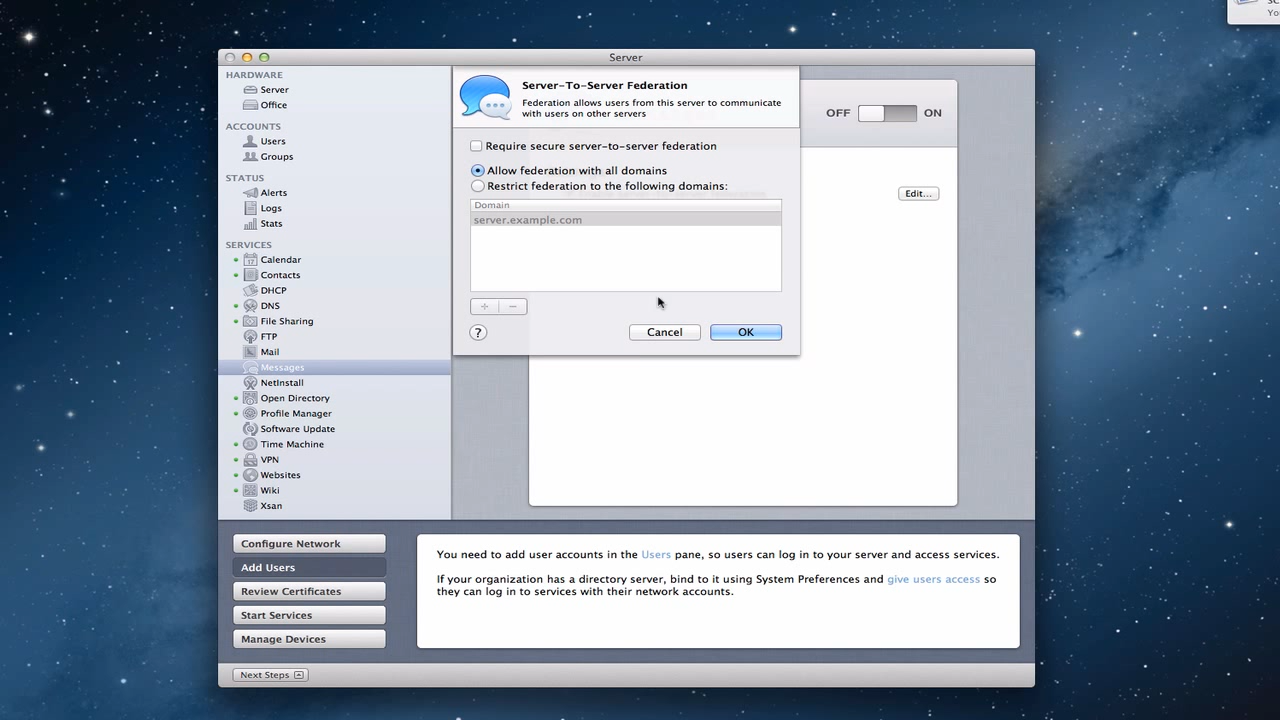 Yo
Server
HARDWARE
Server
Office
ACCOUNTS
Users
Groups
STATUS
Alerts
Logs
Stats
SERVICES
Calendar
Contacts
DHCP
DNS
File Sharing
FTP
Mail
Messages
NetInstall
Open Directory
Profile Manager
Software Update
Time Machine
VPN
Websites
Wiki
Xsan
Server-To-Server Federation
Federation allows users from this server to communicate
with users on other servers
Require secure server-to-server federation
Allow federation with all domains
Restrict federation to the following domains:
Domain
server.example.com
+ −
? Cancel OK
OFF ON
Edit...
Configure Network
Add Users
Review Certificates
Start Services
Manage Devices
You need to add user accounts in the Users pane, so users can log in to your server and access services.
If your organization has a directory server, bind to it using System Preferences and give users access so
they can log in to services with their network accounts.
Next Steps